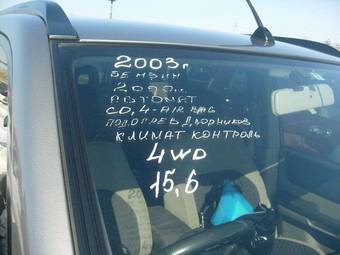 2003г
БЕНЗИН
2000..
АВТОМАТ
CD, 4-AIR BAG
ПОДОГРЕВ ДВОРНИКОВ
КЛИМАТ КОНТРОЛЬ
4WD
15,6